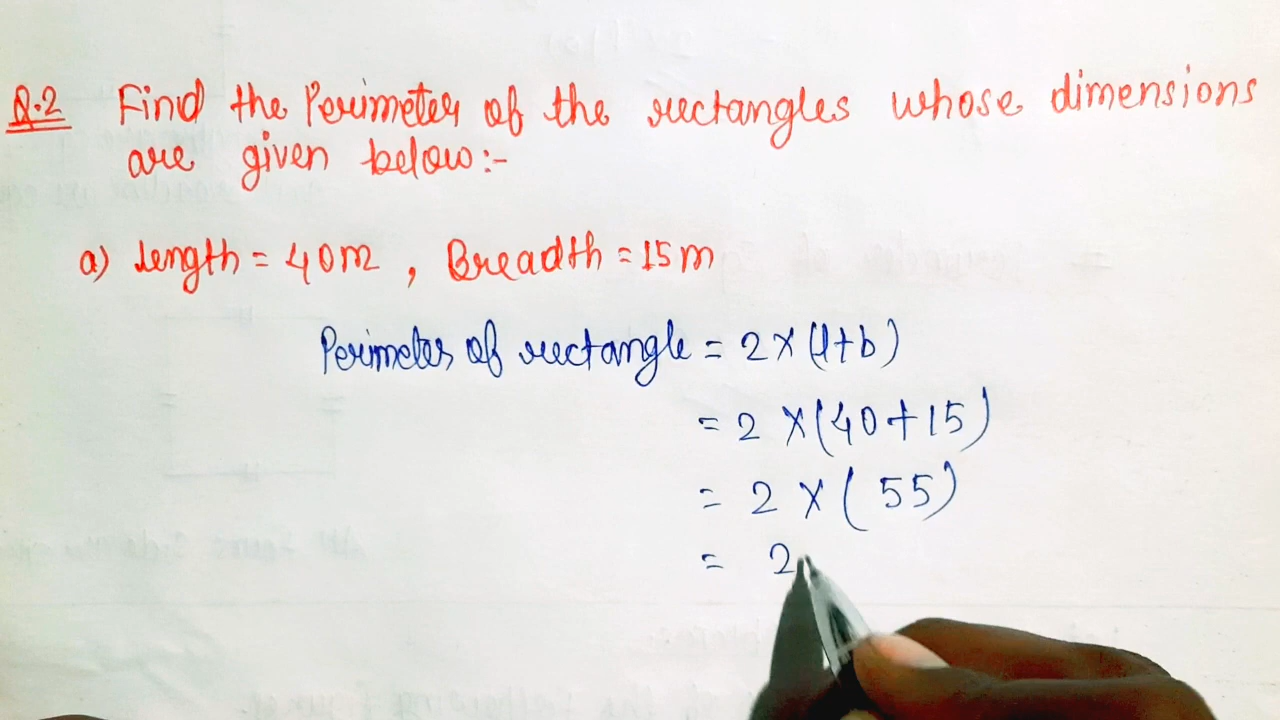 Q.2 Find the Perimeter of the rectangles whose dimensions
are given below:-
a) length = 40m , Breadth = 15m
Perimeter of rectangle = 2 × (l+b)
= 2 × (40+15)
= 2 × ( 55)
= 2